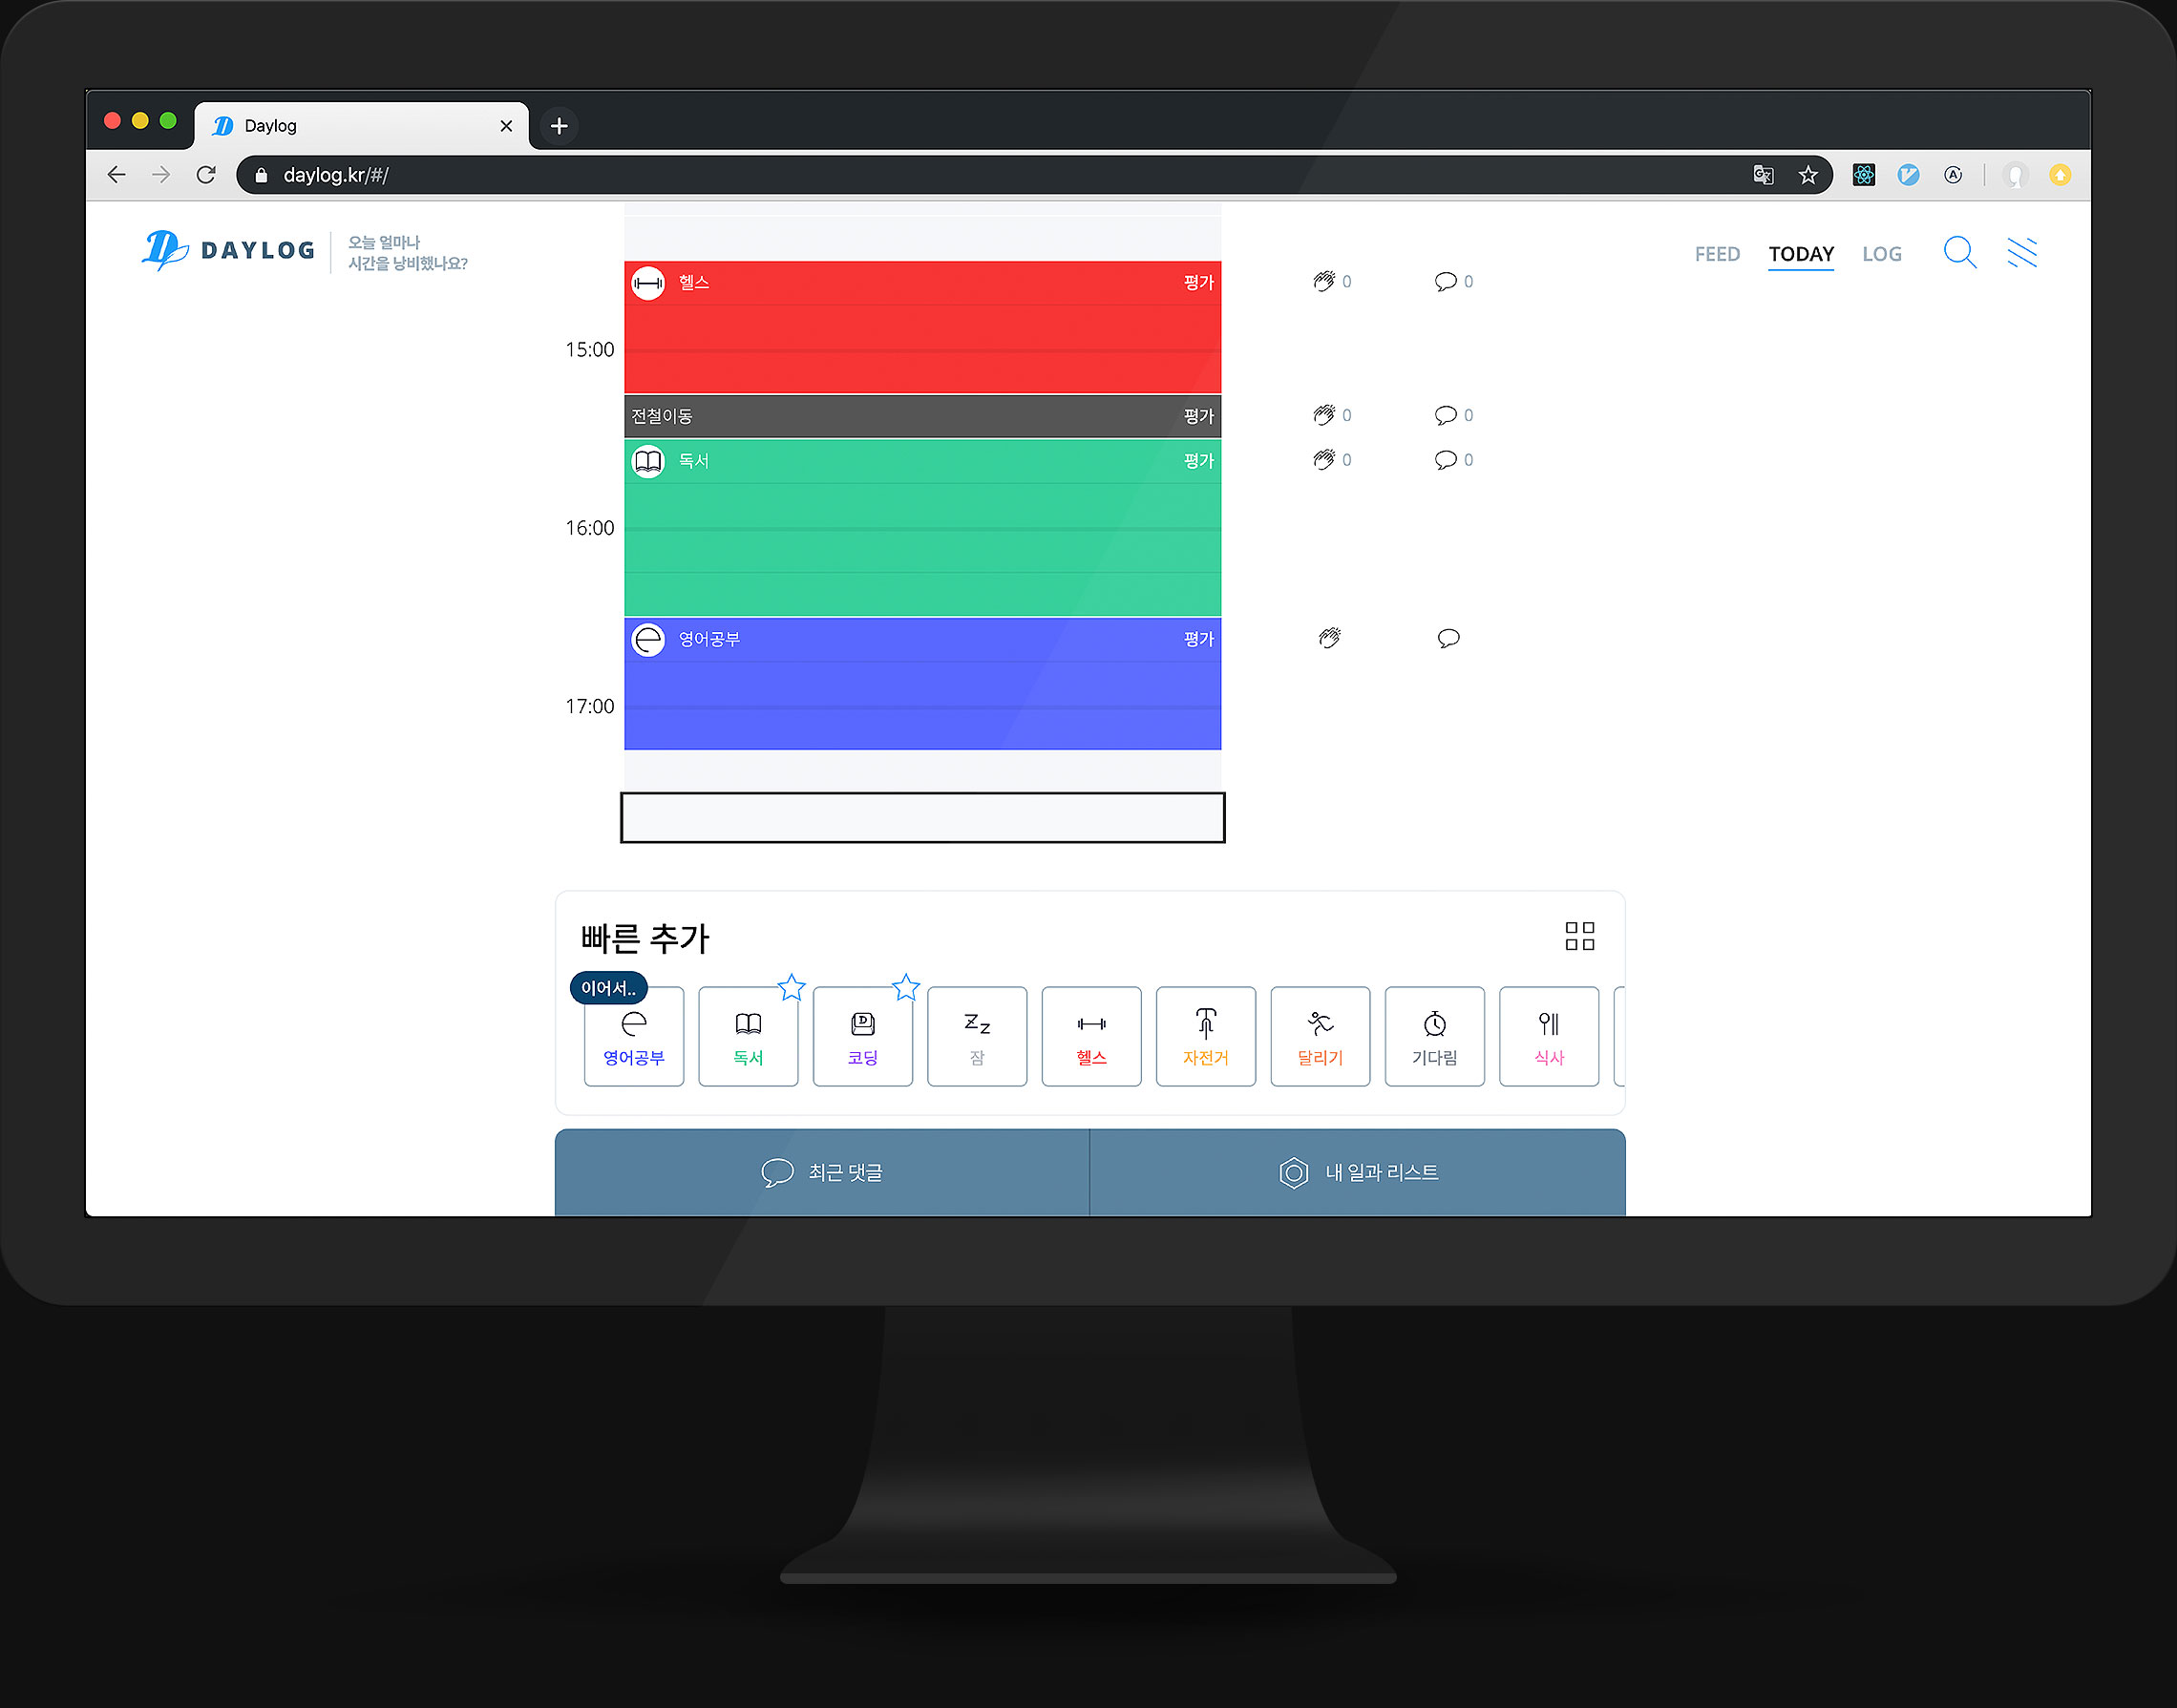 Daylog
daylog.kr/#/
DAYLOG
오늘 얼마나
시간을 낭비했나요?
FEED TODAY LOG
헬스 평가 0 0
15:00
전철이동 평가 0 0
독서 평가 0 0
16:00
영어공부 평가
17:00
빠른 추가
이어서..
영어공부 독서 코딩 잠 헬스 자전거 달리기 기다림 식사
최근 댓글 내 일과 리스트